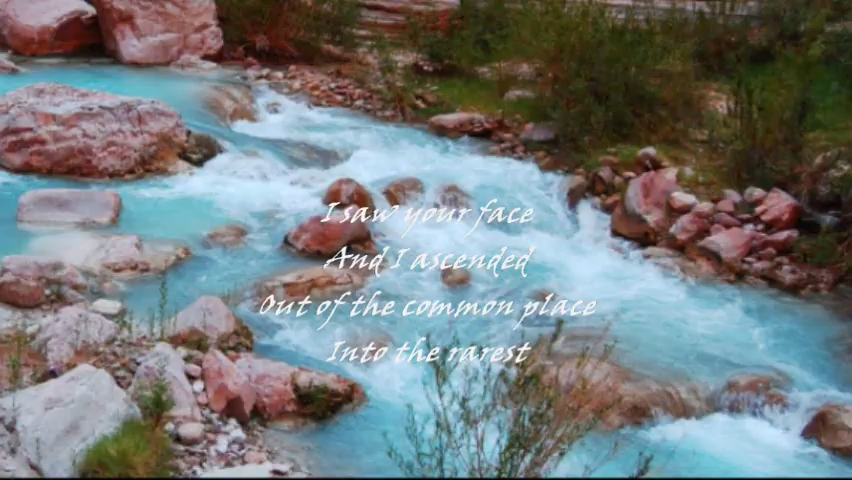 I saw your face
And I ascended
Out of the common place
Into the rarest